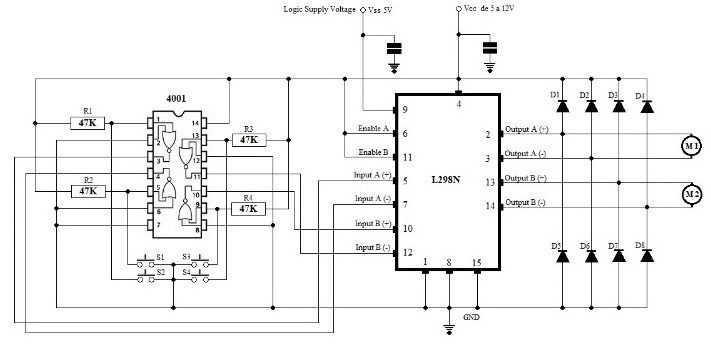 Logic Supply Voltage Vss 5V
Vcc de 5 a 12V
4001
R1
47K
R2
47K
R3
47K
R4
47K
1
2
3
4
5
6
7
14
13
12
11
10
9
8
S1
S2
S3
S4
L298N
9
4
Enable A 6
Enable B 11
Input A (+) 5
Input A (-) 7
Input B (+) 10
Input B (-) 12
2 Output A (+)
3 Output A (-)
13 Output B (+)
14 Output B (-)
1 8 15
GND
D1 D2 D3 D4
M1
M2
D5 D6 D7 D8